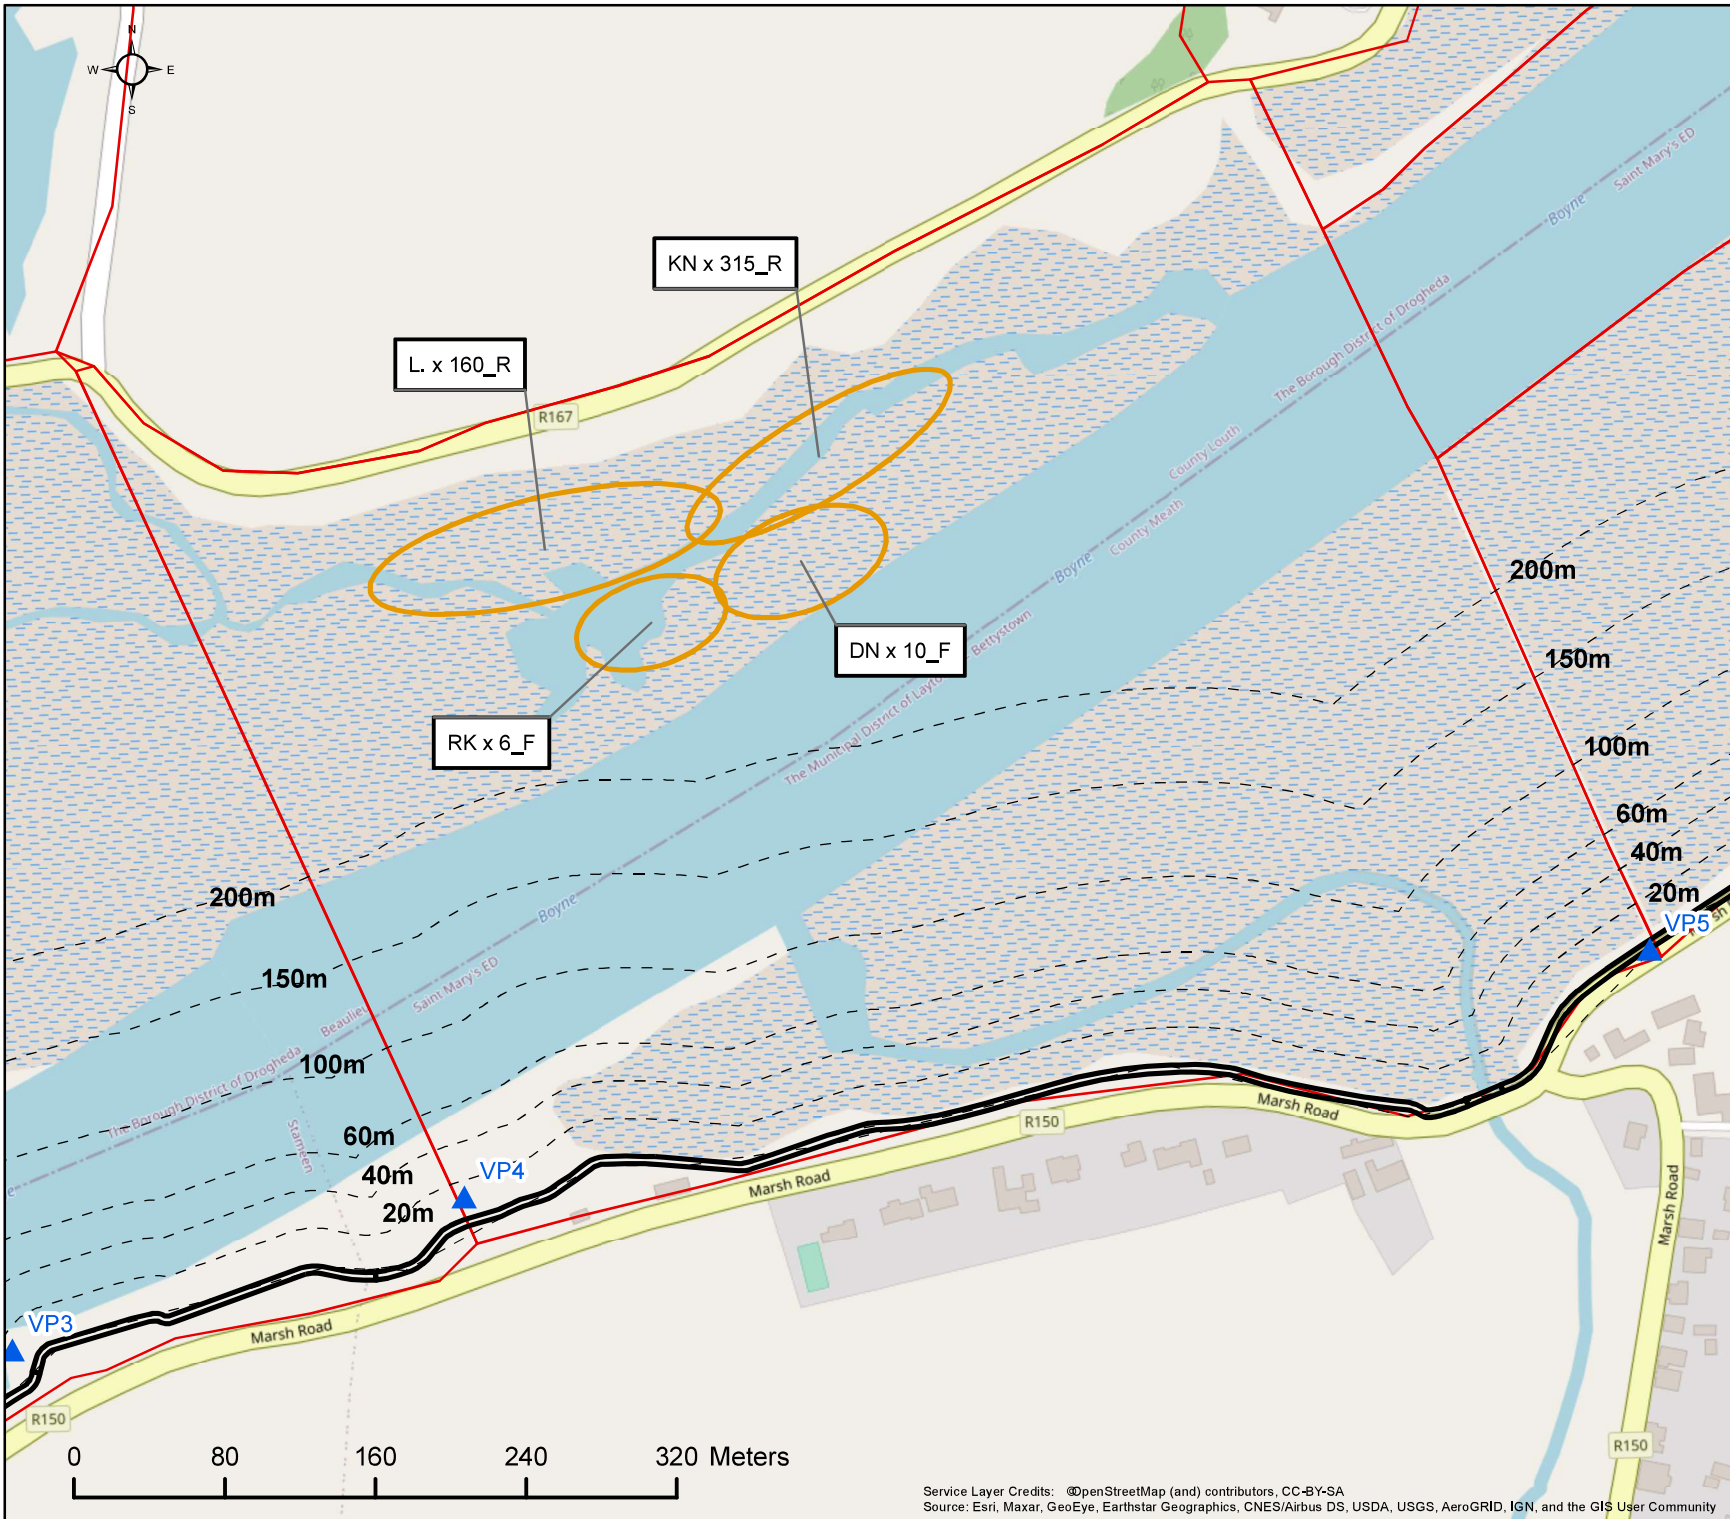 N
W
E
S
Saint Mary's ED
Boyne
KN x 315_R
The Borough District of Drogheda
L. x 160_R
R167
County Louth
County Meath
Boyne
200m
DN x 10_F
The Municipal District of Layto
Bettystown
150m
RK x 6_F
100m
60m
40m
20m
VP5
200m
Boyne
150m
Saint Mary's ED
Beaulieu
100m
The Borough District of Drogheda
60m
Stameen
40m
VP4
20m
R150
Marsh Road
Marsh Road
Marsh Road
VP3
Marsh Road
R150
R150
0
80
160
240
320 Meters
Service Layer Credits: ©OpenStreetMap (and) contributors, CC-BY-SA
Source: Esri, Maxar, GeoEye, Earthstar Geographics, CNES/Airbus DS, USDA, USGS, AeroGRID, IGN, and the GIS User Community